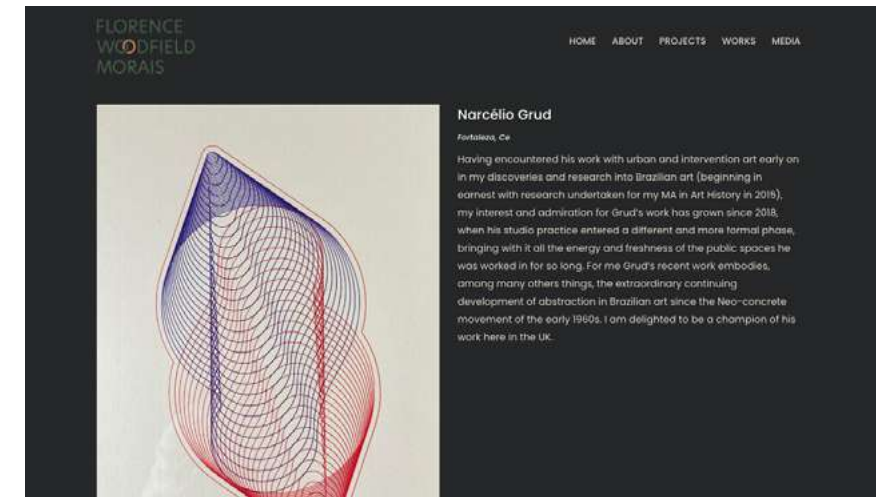 FLORENCE
WOODFIELD
MORAIS
HOME ABOUT PROJECTS WORKS MEDIA
Narcélio Grud
Fortaleza, Ce
Having encountered his work with urban and intervention art early on
in my discoveries and research into Brazilian art (beginning in
earnest with research undertaken for my MA in Art History in 2015),
my interest and admiration for Grud's work has grown since 2018,
when his studio practice entered a different and more formal phase,
bringing with it all the energy and freshness of the public spaces he
was worked in for so long. For me Grud's recent work embodies,
among many others things, the extraordinary continuing
development of abstraction in Brazilian art since the Neo-concrete
movement of the early 1960s. I am delighted to be a champion of his
work here in the UK.